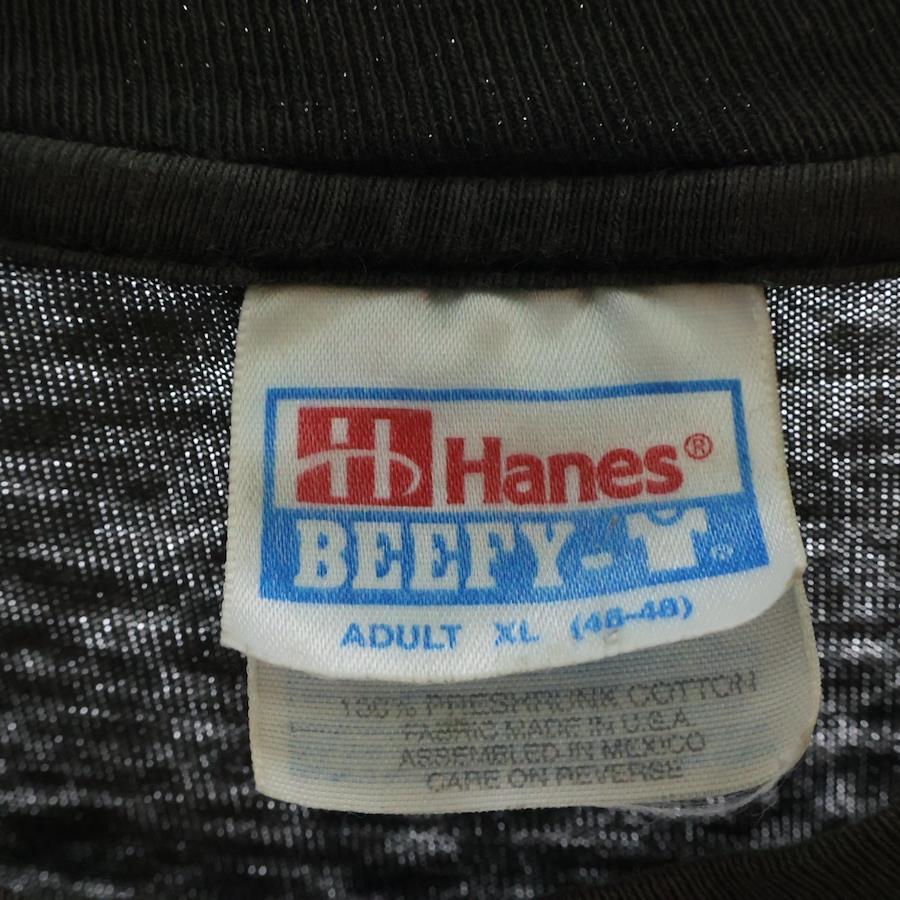 H Hanes®
BEEFY-T®
ADULT XL (46-48)
100% PRESHRUNK COTTON
FABRIC MADE IN U.S.A.
ASSEMBLED IN MEXICO
CARE ON REVERSE